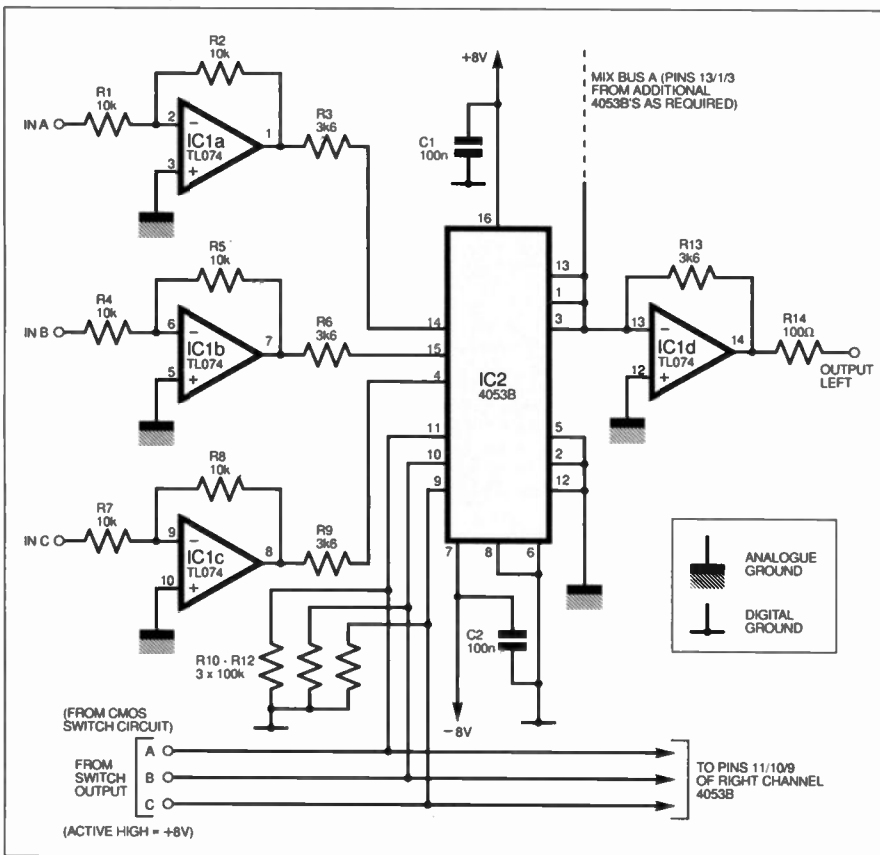 R2
10k
R1
10k
IN A
2
−
1
IC1a
TL074
3
+
R3
3k6
+8V
C1
100n
MIX BUS A (PINS 13/1/3
FROM ADDITIONAL
4053B'S AS REQUIRED)
16
R5
10k
R4
10k
IN B
6
−
7
IC1b
TL074
5
+
R6
3k6
14
15
4
11
10
9
IC2
4053B
13
1
3
5
2
12
7
8
6
R13
3k6
13
−
14
IC1d
TL074
12
+
R14
100Ω
OUTPUT
LEFT
R8
10k
R7
10k
IN C
9
−
8
IC1c
TL074
10
+
R9
3k6
ANALOGUE
GROUND
DIGITAL
GROUND
R10 - R12
3 x 100k
C2
100n
−8V
(FROM CMOS
SWITCH CIRCUIT)
FROM
SWITCH
OUTPUT
A
B
C
(ACTIVE HIGH = +8V)
TO PINS 11/10/9
OF RIGHT CHANNEL
4053B